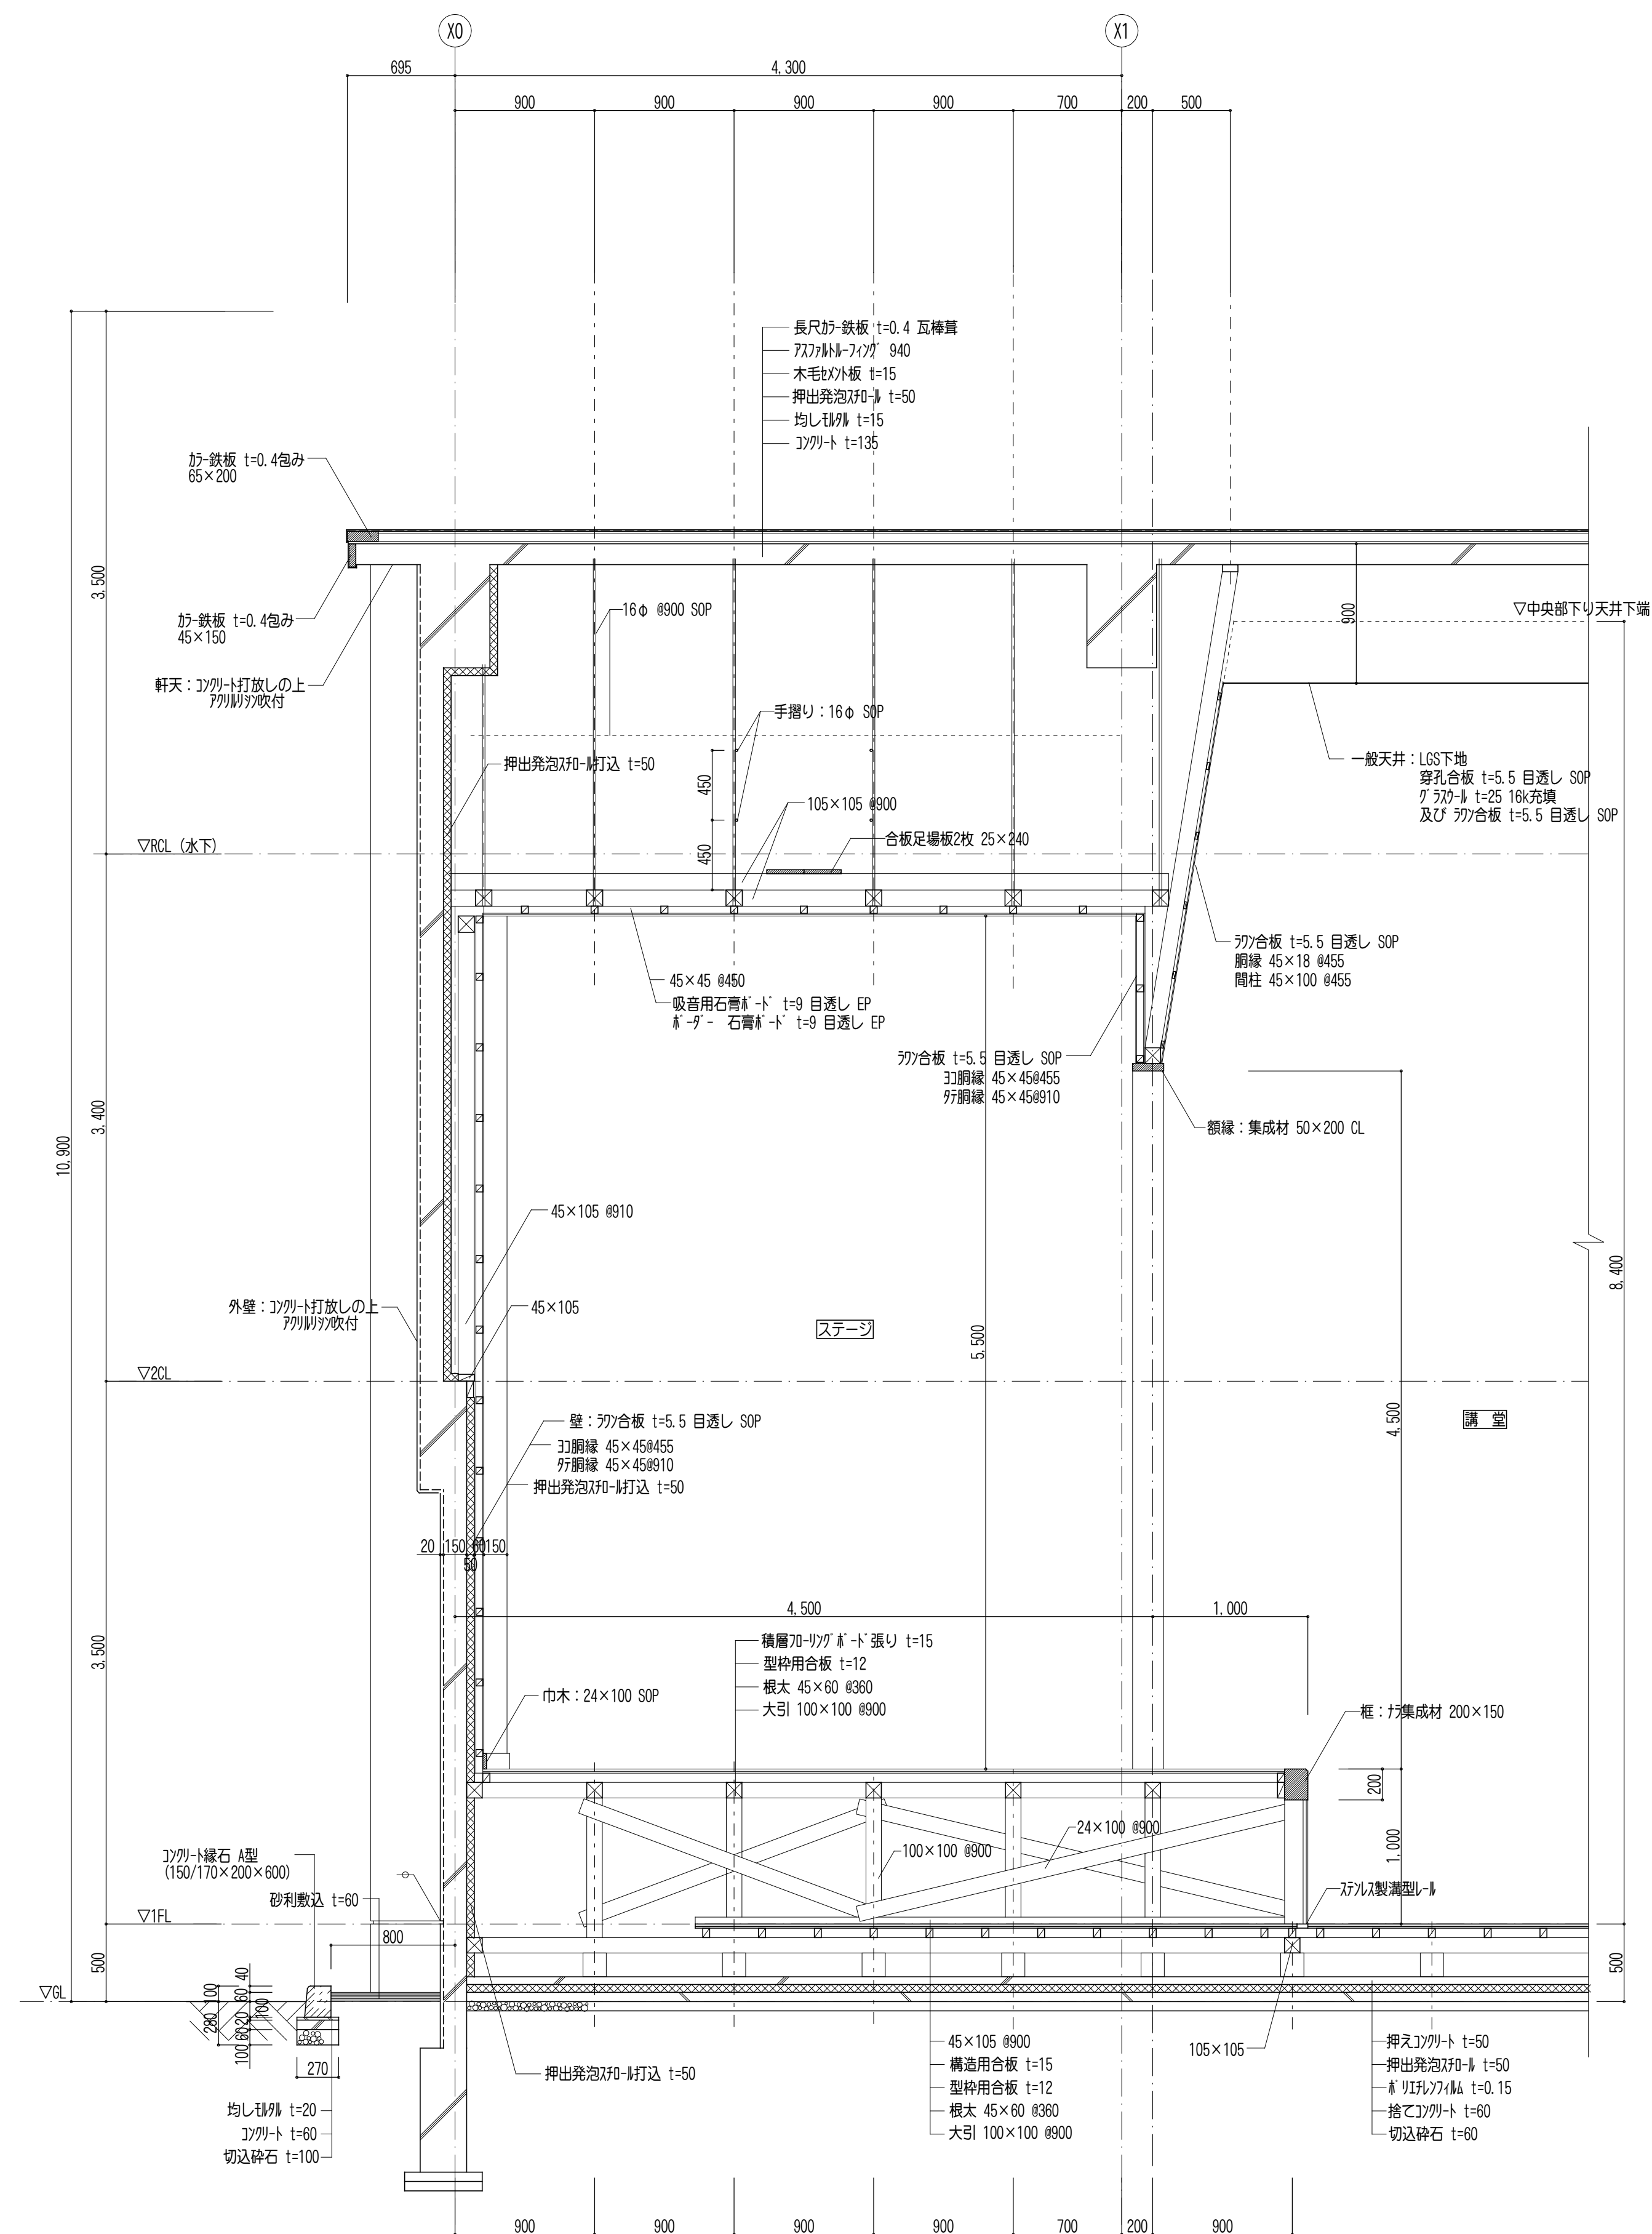 X0
X1
695
4,300
900
900
900
900
700
200
500
長尺ｶﾗｰ鉄板 t=0.4 瓦棒葺
ｱｽﾌｧﾙﾄﾙｰﾌｨﾝｸﾞ 940
木毛ｾﾒﾝﾄ板 t=15
押出発泡ｽﾁﾛｰﾙ t=50
均しﾓﾙﾀﾙ t=15
ｺﾝｸﾘｰﾄ t=135
ｶﾗｰ鉄板 t=0.4包み
65×200
3,500
ｶﾗｰ鉄板 t=0.4包み
45×150
軒天：ｺﾝｸﾘｰﾄ打放しの上
ｱｸﾘﾙﾘｼﾝ吹付
16φ @900 SOP
900
▽中央部下り天井下端
手摺り：16φ SOP
押出発泡ｽﾁﾛｰﾙ打込 t=50
450
450
105×105 @900
合板足場板2枚 25×240
一般天井：LGS下地
穿孔合板 t=5.5 目透し SOP
ｸﾞﾗｽｳｰﾙ t=25 16k充填
及び ﾗﾜﾝ合板 t=5.5 目透し SOP
▽RCL (水下)
ﾗﾜﾝ合板 t=5.5 目透し SOP
胴縁 45×18 @455
間柱 45×100 @455
45×45 @450
吸音用石膏ﾎﾞｰﾄﾞ t=9 目透し EP
ﾎﾞｰﾀﾞｰ 石膏ﾎﾞｰﾄﾞ t=9 目透し EP
ﾗﾜﾝ合板 t=5.5 目透し SOP
ﾖｺ胴縁 45×45@455
ﾀﾃ胴縁 45×45@910
額縁：集成材 50×200 CL
10,900
3,400
45×105 @910
外壁：ｺﾝｸﾘｰﾄ打放しの上
ｱｸﾘﾙﾘｼﾝ吹付
45×105
ステージ
5,500
8,400
▽2CL
4,500
講 堂
壁：ﾗﾜﾝ合板 t=5.5 目透し SOP
ﾖｺ胴縁 45×45@455
ﾀﾃ胴縁 45×45@910
押出発泡ｽﾁﾛｰﾙ打込 t=50
20
150
60
150
50
4,500
1,000
3,500
積層ﾌﾛｰﾘﾝｸﾞﾎﾞｰﾄﾞ張り t=15
型枠用合板 t=12
根太 45×60 @360
大引 100×100 @900
巾木：24×100 SOP
框：ﾅﾗ集成材 200×150
200
24×100 @900
100×100 @900
1,000
ｽﾃﾝﾚｽ製溝型ﾚｰﾙ
ｺﾝｸﾘｰﾄ縁石 A型
(150/170×200×600)
砂利敷込 t=60
▽1FL
800
500
500
▽GL
100
280
40
60
20
60
100
100
270
押出発泡ｽﾁﾛｰﾙ打込 t=50
均しﾓﾙﾀﾙ t=20
ｺﾝｸﾘｰﾄ t=60
切込砕石 t=100
45×105 @900
構造用合板 t=15
型枠用合板 t=12
根太 45×60 @360
大引 100×100 @900
105×105
押えｺﾝｸﾘｰﾄ t=50
押出発泡ｽﾁﾛｰﾙ t=50
ﾎﾟﾘｴﾁﾚﾝﾌｨﾙﾑ t=0.15
捨てｺﾝｸﾘｰﾄ t=60
切込砕石 t=60
900
900
900
900
700
200
900